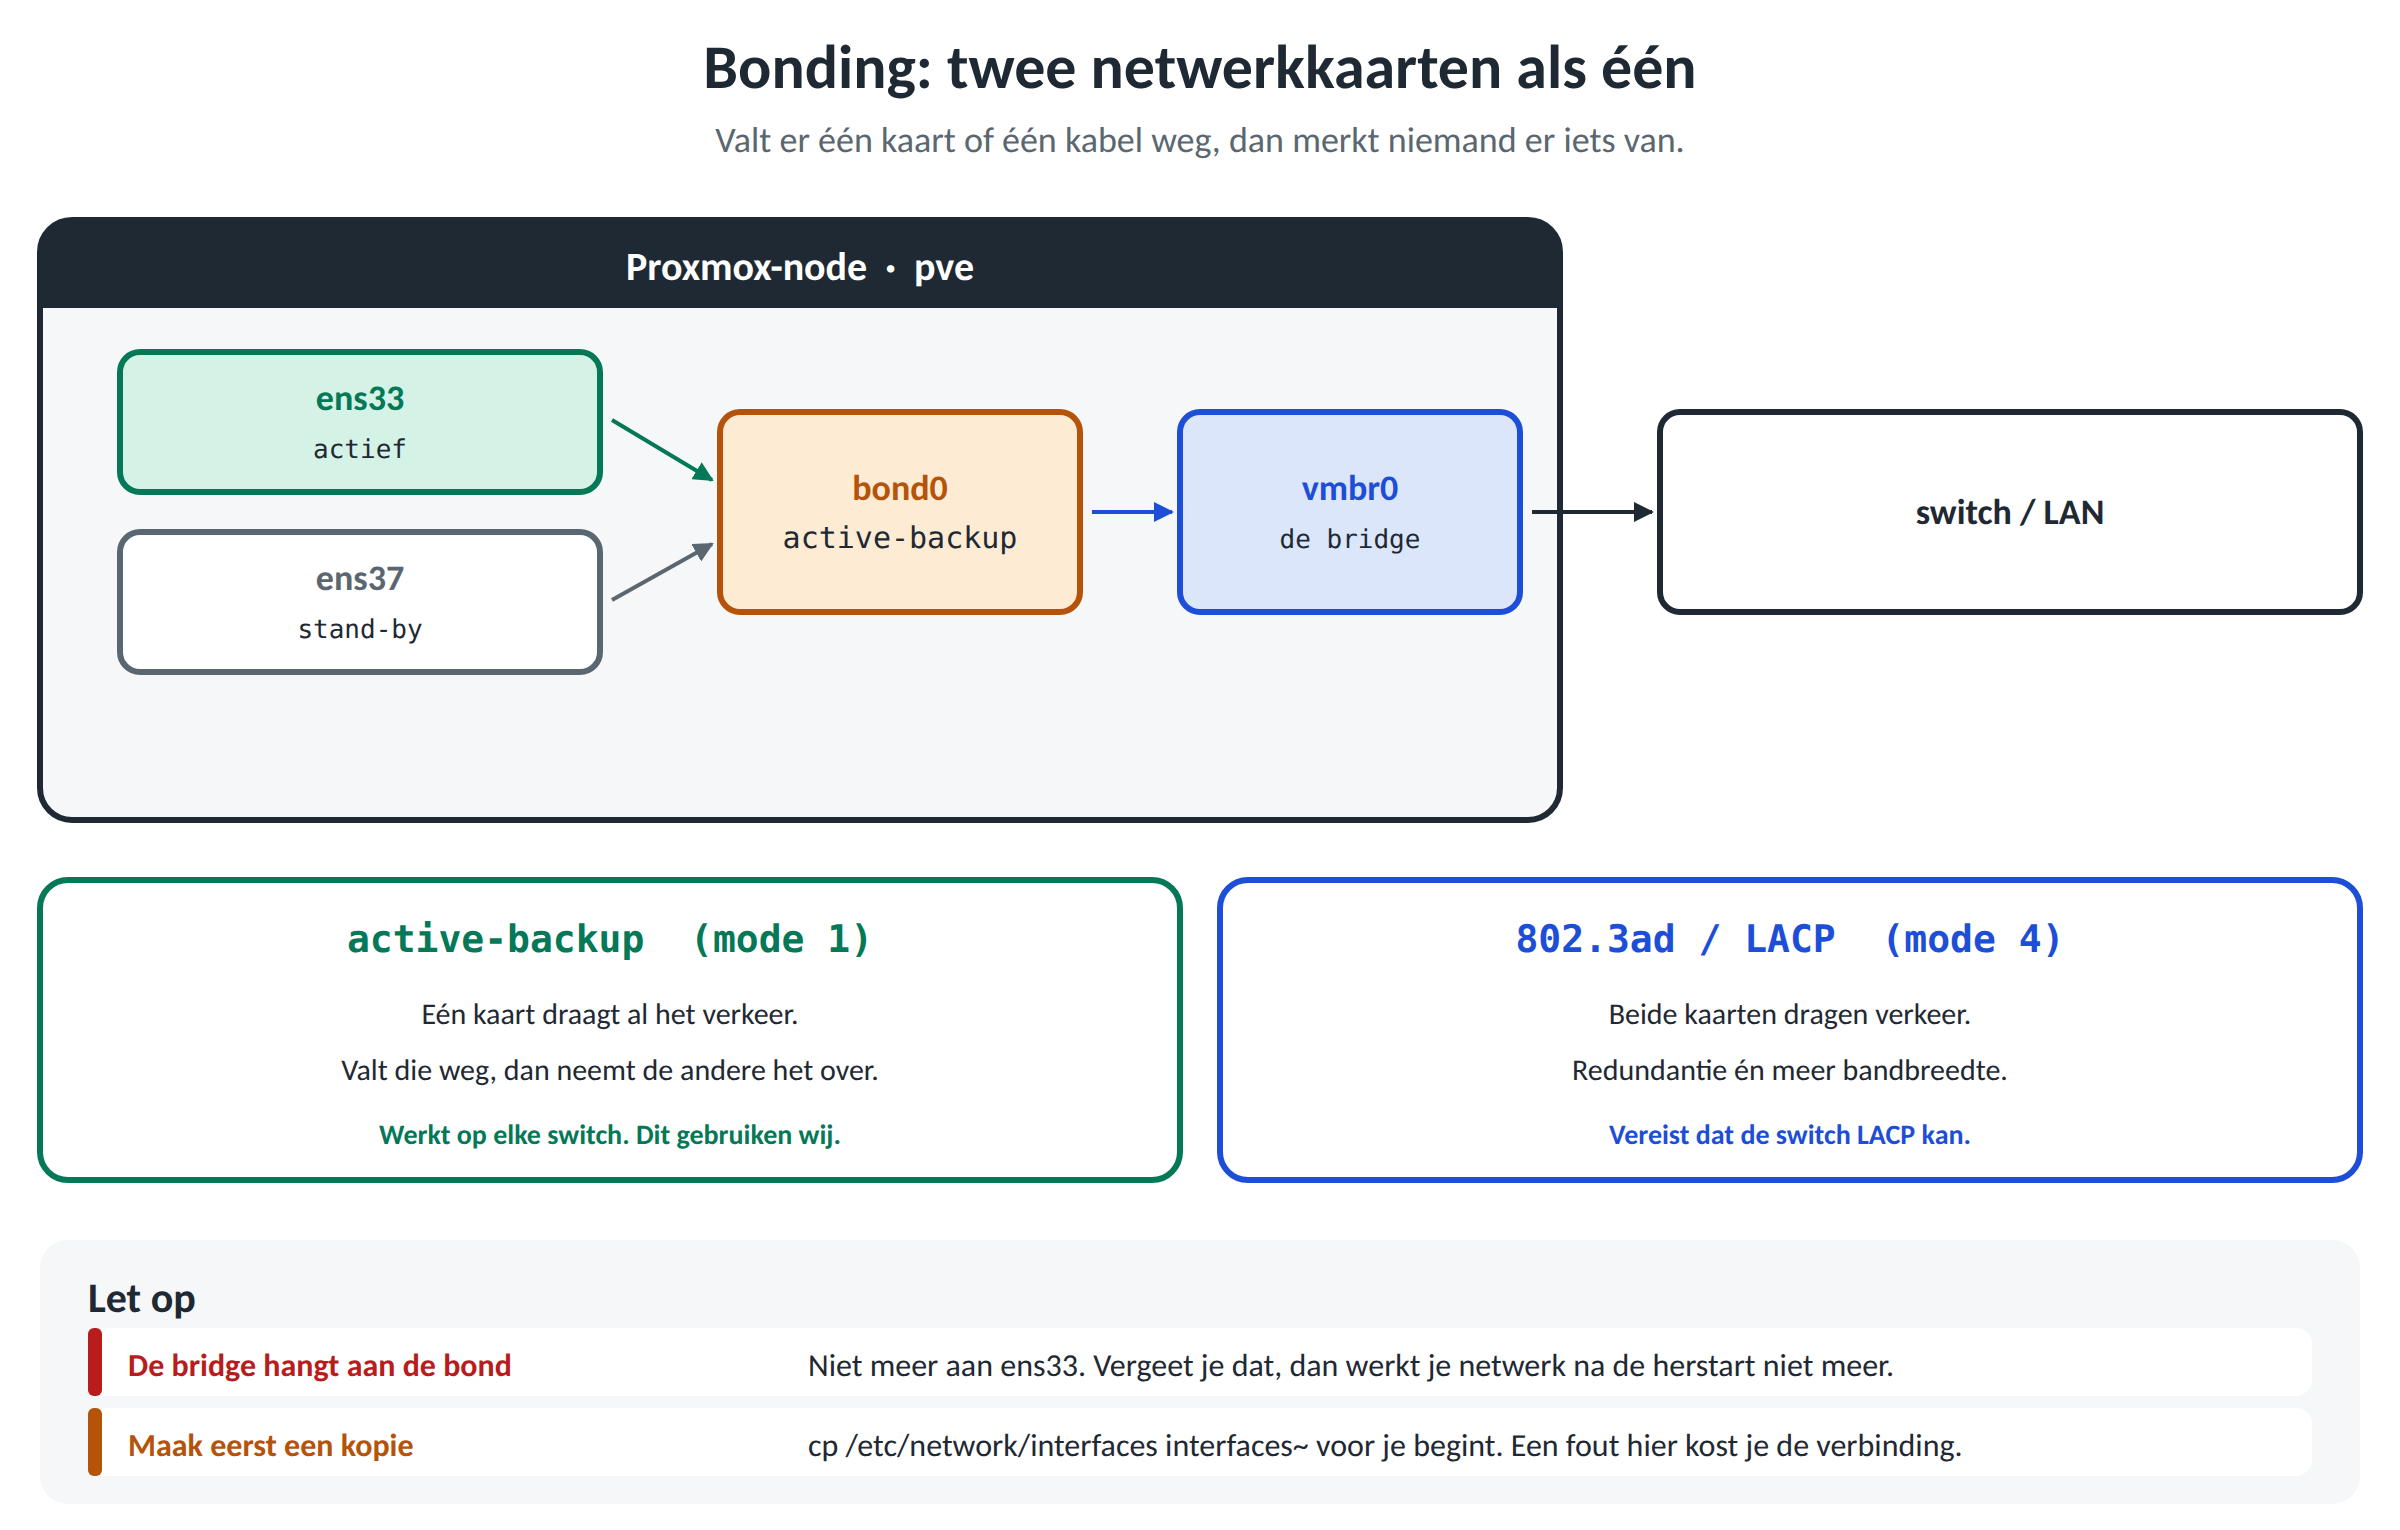 Bonding: twee netwerkkaarten als één
Valt er één kaart of één kabel weg, dan merkt niemand er iets van.
Proxmox-node · pve
ens33
actief
ens37
stand-by
bond0
active-backup
vmbr0
de bridge
switch / LAN
active-backup (mode 1)
Eén kaart draagt al het verkeer.
Valt die weg, dan neemt de andere het over.
Werkt op elke switch. Dit gebruiken wij.
802.3ad / LACP (mode 4)
Beide kaarten dragen verkeer.
Redundantie én meer bandbreedte.
Vereist dat de switch LACP kan.
Let op
De bridge hangt aan de bond
Niet meer aan ens33. Vergeet je dat, dan werkt je netwerk na de herstart niet meer.
Maak eerst een kopie
cp /etc/network/interfaces interfaces~ voor je begint. Een fout hier kost je de verbinding.